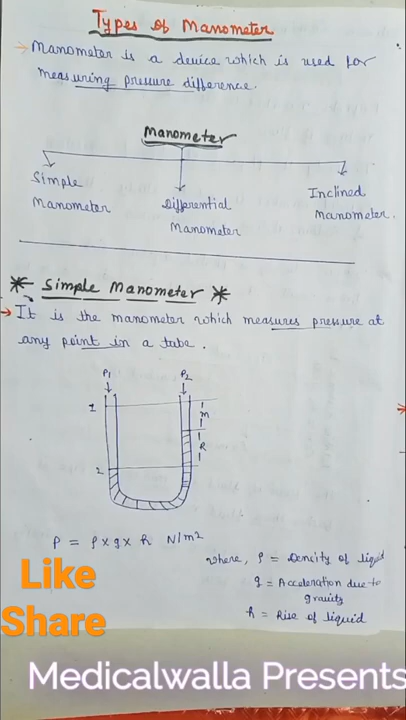 Types of Manometer
→ Manometer is a device which is used for
measuring pressure difference.
Manometer
Simple
Manometer
Differential
Manometer
Inclined
Manometer.
* Simple Manometer *
→ It is the manometer which measures pressure at
any point in a tube.
P1 P2
1
m
R
2
P = ρ x g x h N/m²
where, ρ = Dencity of liquid
g = Acceleration due to
gravity
h = Rise of liquid
Like
Share
Medicalwalla Presents